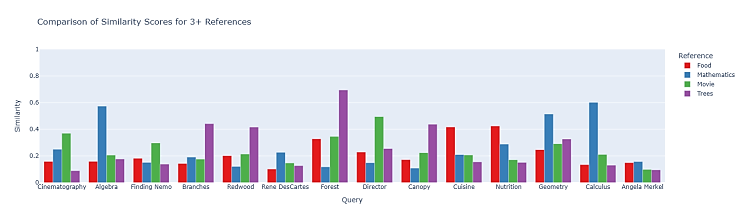 Comparison of Similarity Scores for 3+ References
Reference
Food
Mathematics
Movie
Trees
Similarity
1
0.8
0.6
0.4
0.2
0
Cinematography Algebra Finding Nemo Branches Redwood Rene DesCartes Forest Director Canopy Cuisine Nutrition Geometry Calculus Angela Merkel
Query